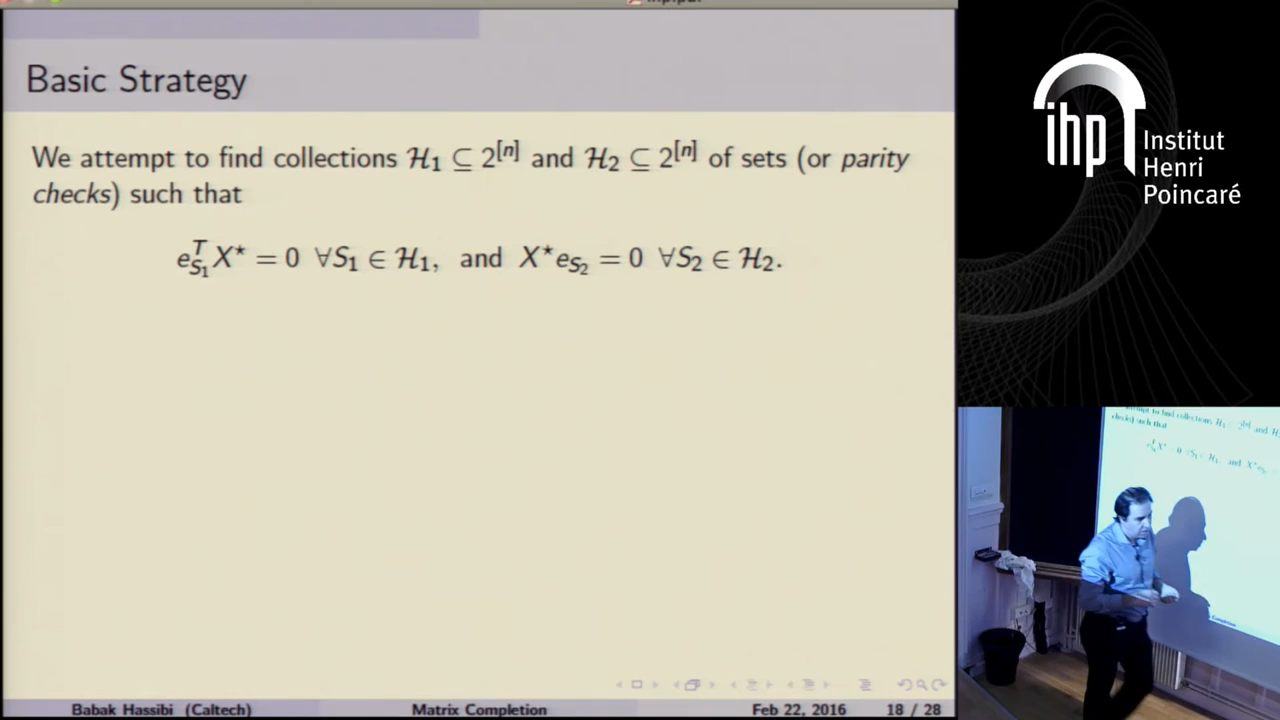 Basic Strategy
We attempt to find collections ℋ₁ ⊆ 2^[n] and ℋ₂ ⊆ 2^[n] of sets (or parity
checks) such that
e_{S₁}^T X* = 0 ∀S₁ ∈ ℋ₁, and X* e_{S₂} = 0 ∀S₂ ∈ ℋ₂.
Babak Hassibi (Caltech) Matrix Completion Feb 22, 2016 18 / 28
ihp
Institut
Henri
Poincaré